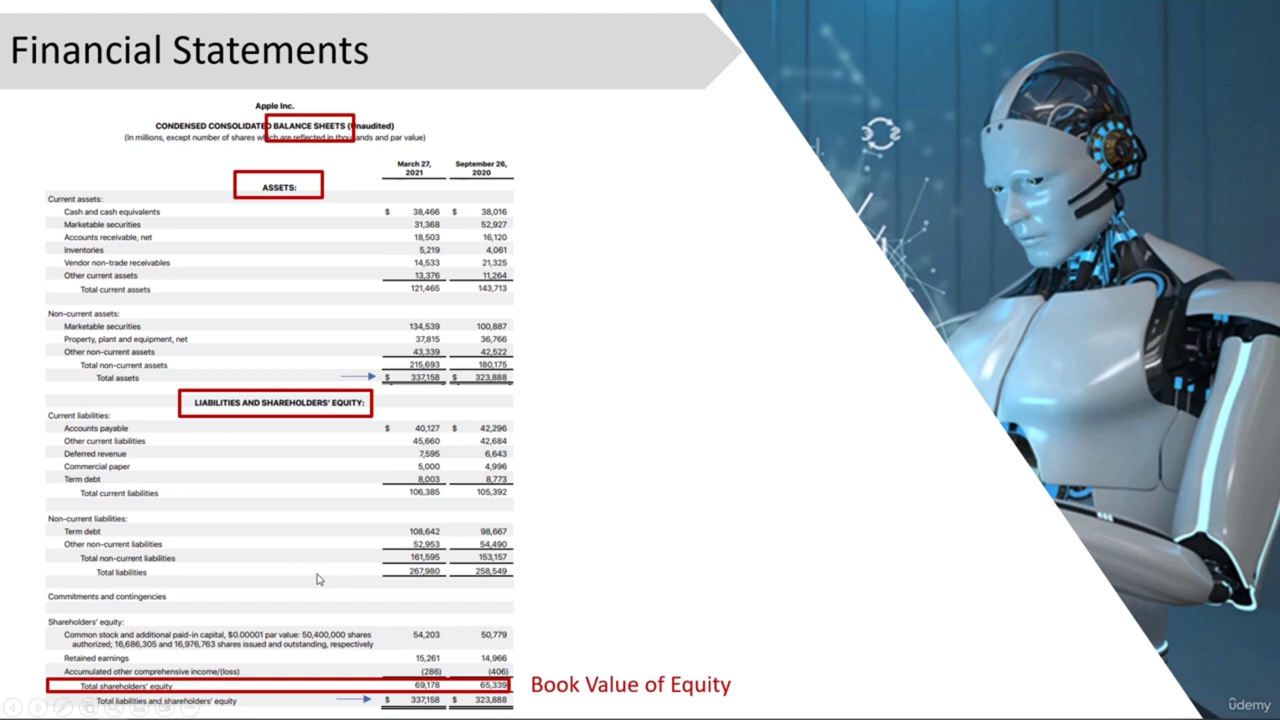 Financial Statements
Apple Inc.
CONDENSED CONSOLIDATED BALANCE SHEETS (Unaudited)
(In millions, except number of shares which are reflected in thousands and par value)
March 27, 2021 September 26, 2020
ASSETS:
Current assets:
Cash and cash equivalents $ 38,466 $ 38,016
Marketable securities 31,368 52,927
Accounts receivable, net 18,503 16,120
Inventories 5,219 4,061
Vendor non-trade receivables 14,533 21,325
Other current assets 13,376 11,264
Total current assets 121,465 143,713
Non-current assets:
Marketable securities 134,539 100,887
Property, plant and equipment, net 37,815 36,766
Other non-current assets 43,339 42,522
Total non-current assets 215,693 180,175
Total assets $ 337,158 $ 323,888
LIABILITIES AND SHAREHOLDERS' EQUITY:
Current liabilities:
Accounts payable $ 40,127 $ 42,296
Other current liabilities 45,660 42,684
Deferred revenue 7,595 6,643
Commercial paper 5,000 4,996
Term debt 8,003 8,773
Total current liabilities 106,385 105,392
Non-current liabilities:
Term debt 108,642 98,667
Other non-current liabilities 52,953 54,490
Total non-current liabilities 161,595 153,157
Total liabilities 267,980 258,549
Commitments and contingencies
Shareholders' equity:
Common stock and additional paid-in capital, $0.00001 par value: 50,400,000 shares
authorized; 16,686,305 and 16,976,763 shares issued and outstanding, respectively 54,203 50,779
Retained earnings 15,261 14,966
Accumulated other comprehensive income/(loss) (286) (406)
Total shareholders' equity 69,178 65,339
Book Value of Equity
Total liabilities and shareholders' equity $ 337,158 $ 323,888
ûdemy